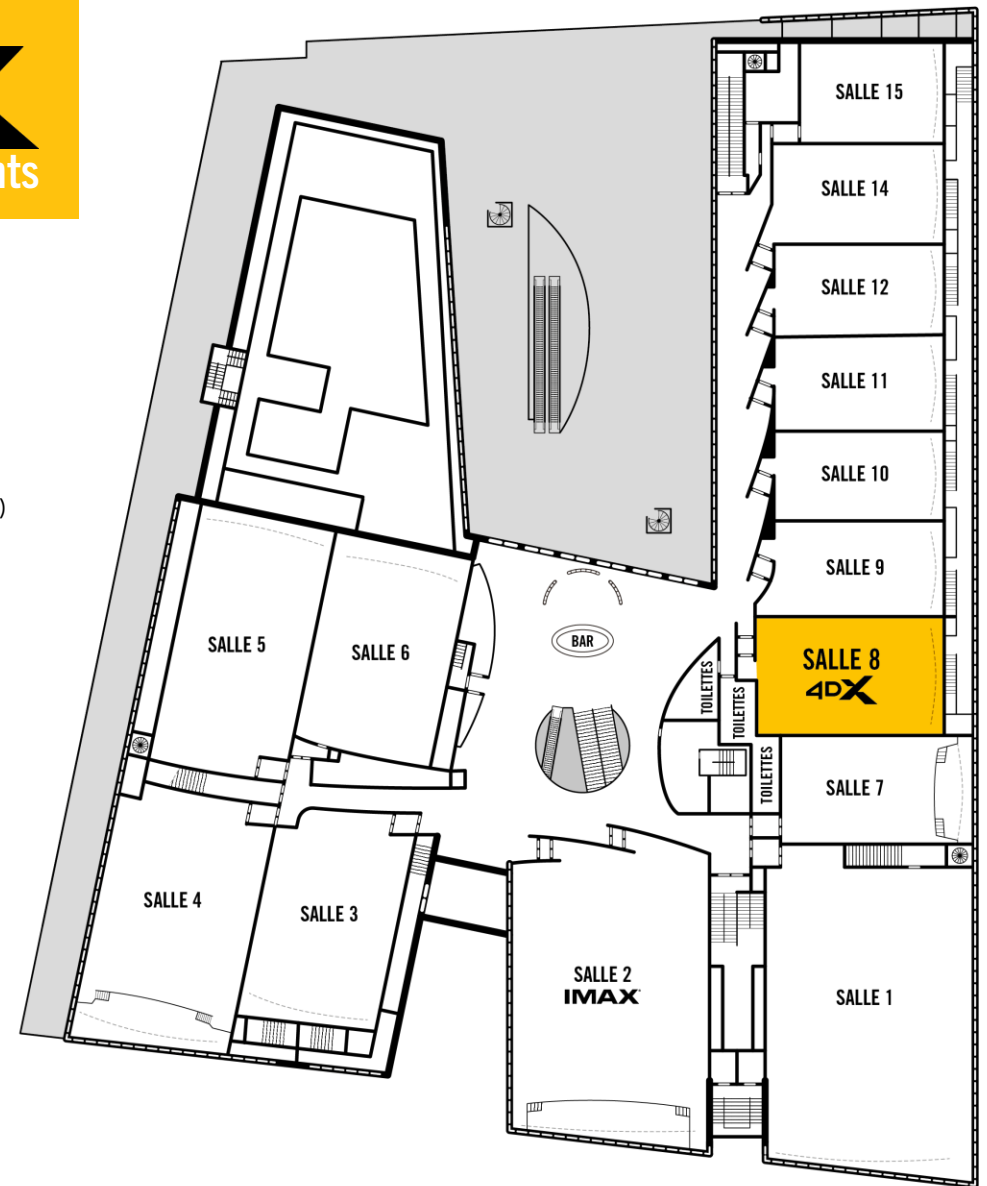 X
nts
)
SALLE 15
SALLE 14
SALLE 12
SALLE 11
SALLE 10
SALLE 9
SALLE 8
4DX
SALLE 7
SALLE 5
SALLE 6
BAR
TOILETTES
TOILETTES
TOILETTES
SALLE 4
SALLE 3
SALLE 2
IMAX
SALLE 1